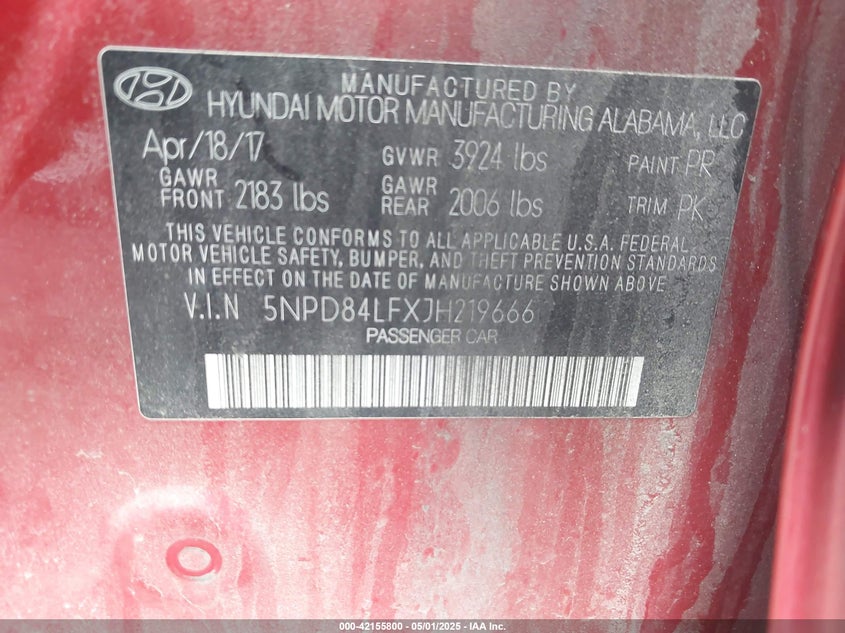 MANUFACTURED BY
HYUNDAI MOTOR MANUFACTURING ALABAMA, LLC
Apr/18/17 GVWR 3924 lbs PAINT PR
GAWR FRONT 2183 lbs GAWR REAR 2006 lbs TRIM PK
THIS VEHICLE CONFORMS TO ALL APPLICABLE U.S.A. FEDERAL
MOTOR VEHICLE SAFETY, BUMPER, AND THEFT PREVENTION STANDARDS
IN EFFECT ON THE DATE OF MANUFACTURE SHOWN ABOVE
V.I.N 5NPD84LFXJH219666
PASSENGER CAR
000-42155800 - 05/01/2025 - IAA Inc.